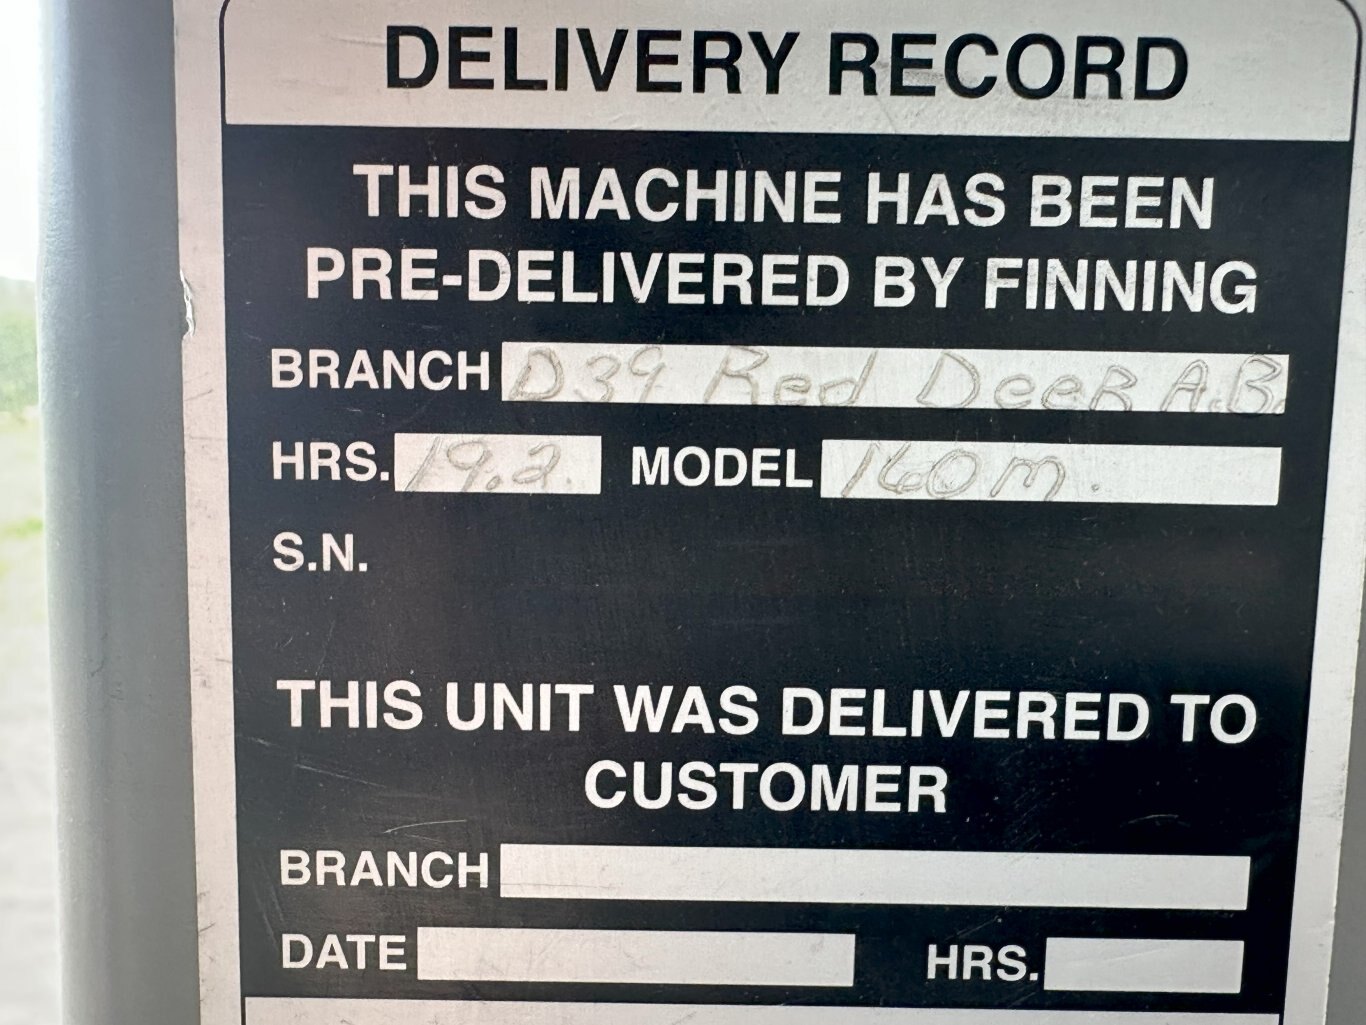 DELIVERY RECORD
THIS MACHINE HAS BEEN
PRE-DELIVERED BY FINNING
BRANCH D39 Red DeeR A.B.
HRS. 19.2. MODEL 160m.
S.N.
THIS UNIT WAS DELIVERED TO
CUSTOMER
BRANCH
DATE HRS.